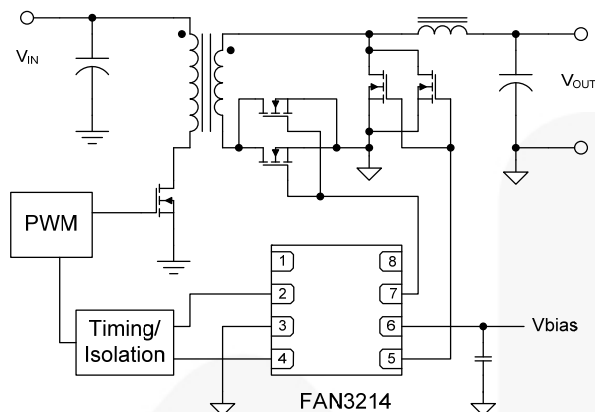 VIN
VOUT
PWM
1
8
2
7
Timing/
Isolation
3
6
Vbias
4
5
FAN3214